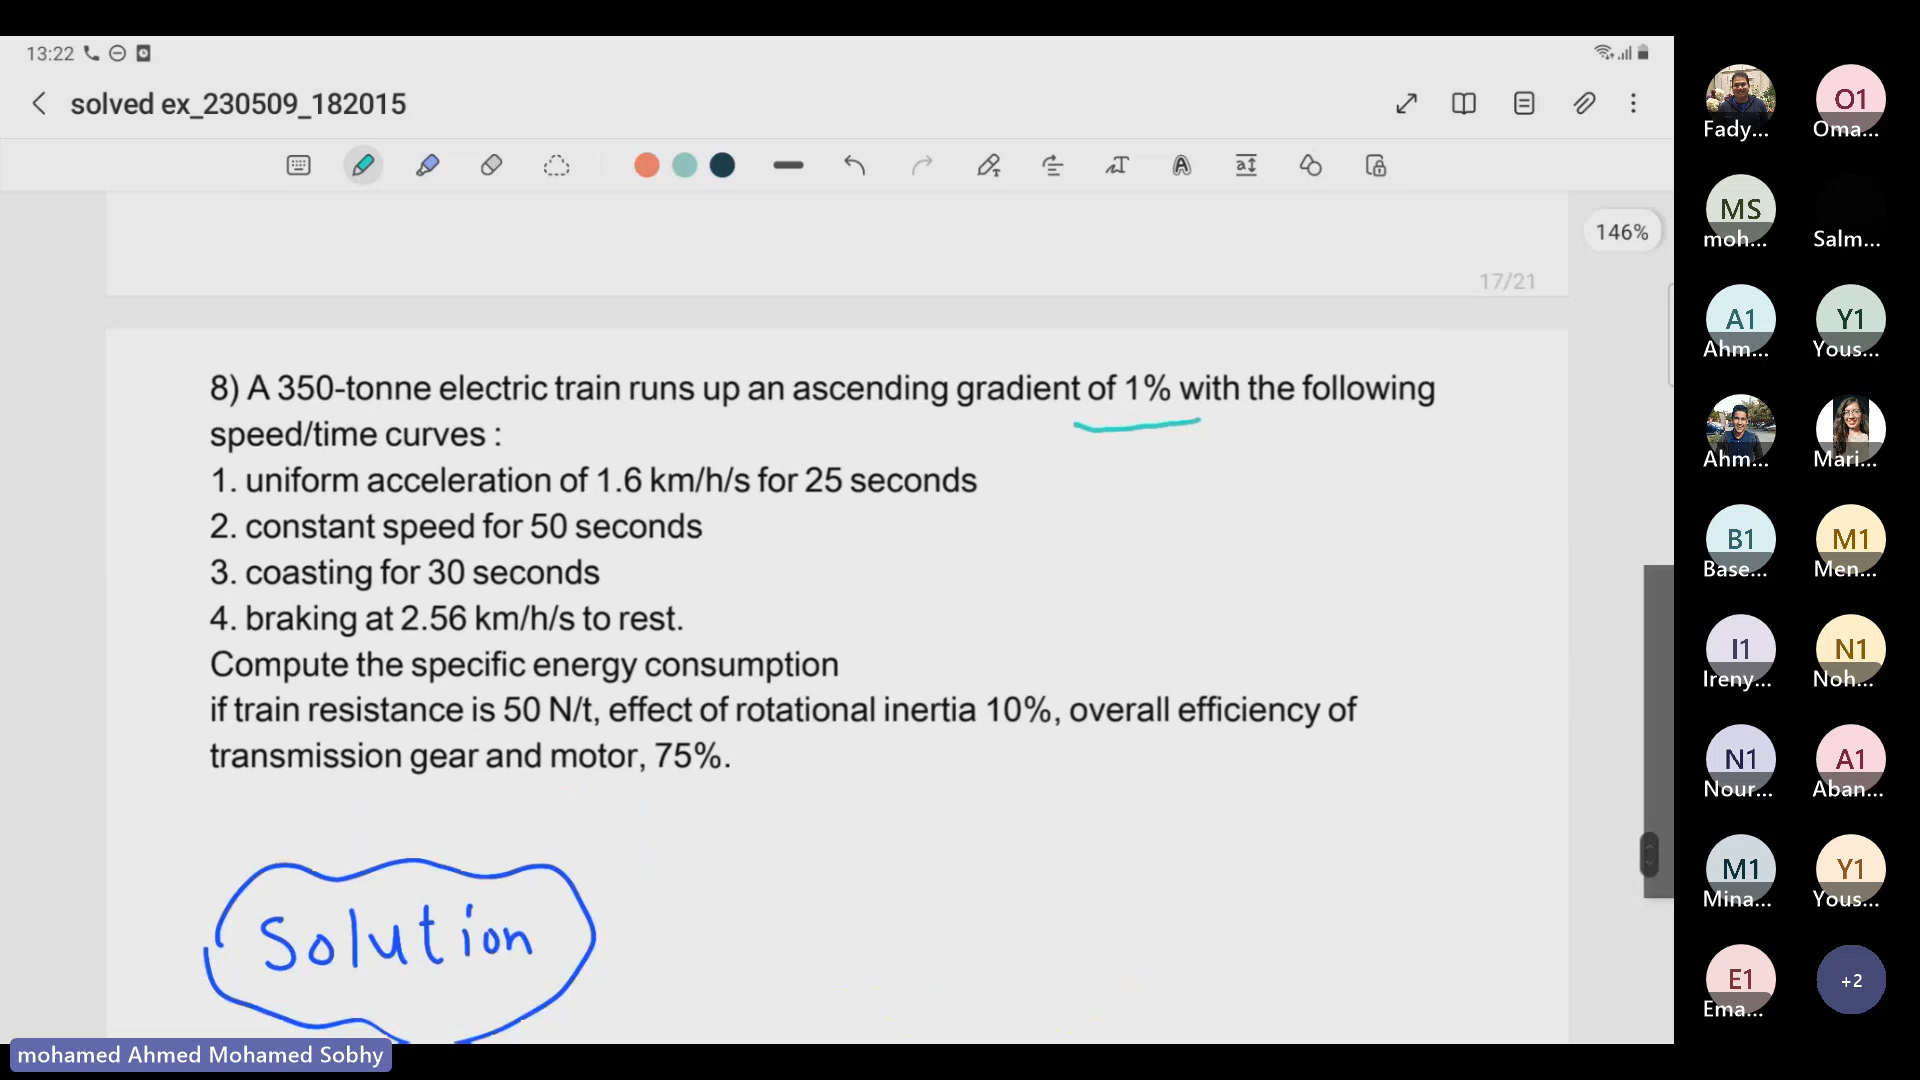 13:22
solved ex_230509_182015
146%
17/21
8) A 350-tonne electric train runs up an ascending gradient of 1% with the following
speed/time curves :
1. uniform acceleration of 1.6 km/h/s for 25 seconds
2. constant speed for 50 seconds
3. coasting for 30 seconds
4. braking at 2.56 km/h/s to rest.
Compute the specific energy consumption
if train resistance is 50 N/t, effect of rotational inertia 10%, overall efficiency of
transmission gear and motor, 75%.
Solution
mohamed Ahmed Mohamed Sobhy
Fady...
O1
Oma...
MS
moh...
Salm...
A1
Ahm...
Y1
Yous...
Ahm...
Mari...
B1
Base...
M1
Men...
I1
Ireny...
N1
Noh...
N1
Nour...
A1
Aban...
M1
Mina...
Y1
Yous...
E1
Ema...
+2